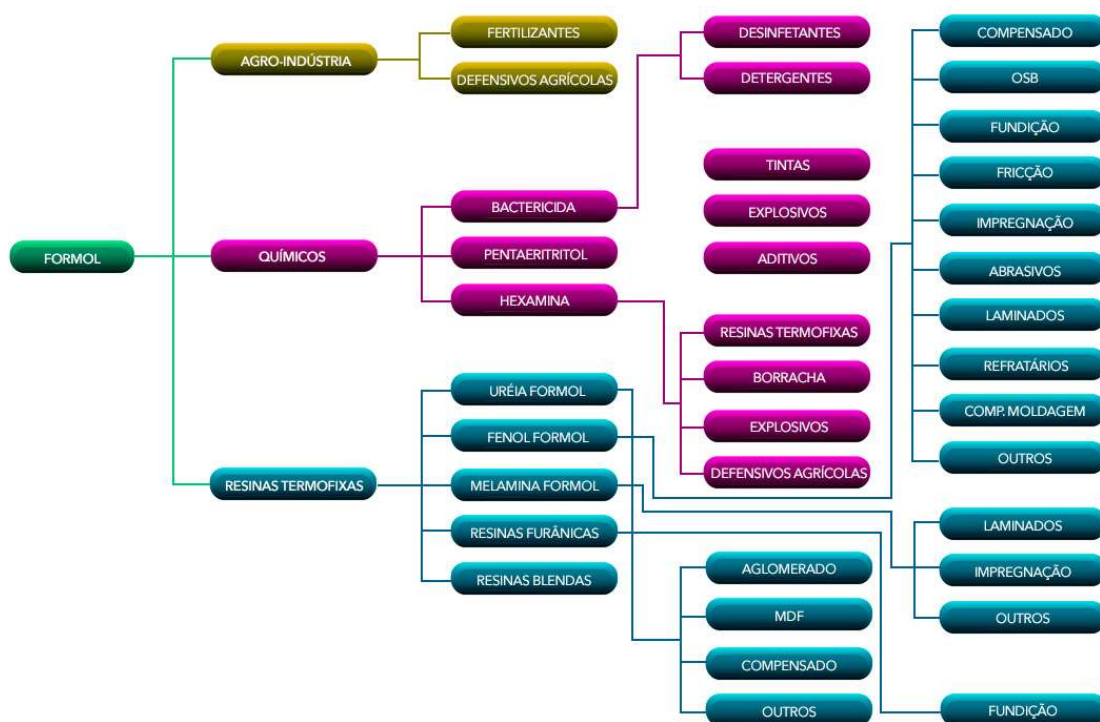 FORMOL
AGRO-INDÚSTRIA
FERTILIZANTES
DEFENSIVOS AGRÍCOLAS
QUÍMICOS
BACTERICIDA
DESINFETANTES
DETERGENTES
PENTAERITRITOL
TINTAS
EXPLOSIVOS
ADITIVOS
HEXAMINA
RESINAS TERMOFIXAS
BORRACHA
EXPLOSIVOS
DEFENSIVOS AGRÍCOLAS
RESINAS TERMOFIXAS
URÉIA FORMOL
AGLOMERADO
MDF
COMPENSADO
OUTROS
FENOL FORMOL
COMPENSADO
OSB
FUNDIÇÃO
FRICÇÃO
IMPREGNAÇÃO
ABRASIVOS
LAMINADOS
REFRATÁRIOS
COMP. MOLDAGEM
OUTROS
MELAMINA FORMOL
LAMINADOS
IMPREGNAÇÃO
OUTROS
RESINAS FURÂNICAS
FUNDIÇÃO
RESINAS BLENDAS